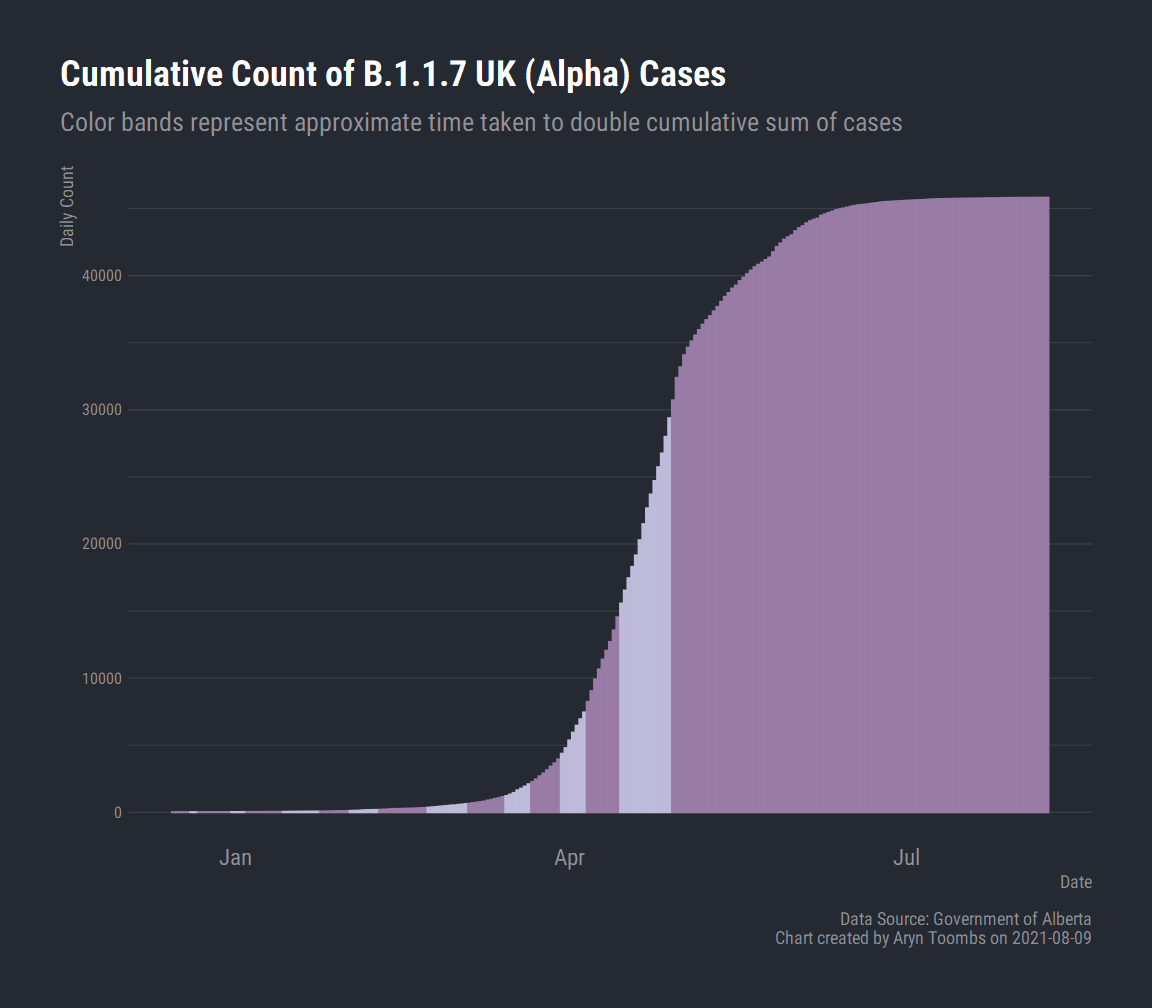 Cumulative Count of B.1.1.7 UK (Alpha) Cases
Color bands represent approximate time taken to double cumulative sum of cases
Daily Count
40000
30000
20000
10000
0
Jan Apr Jul
Date
Data Source: Government of Alberta
Chart created by Aryn Toombs on 2021-08-09